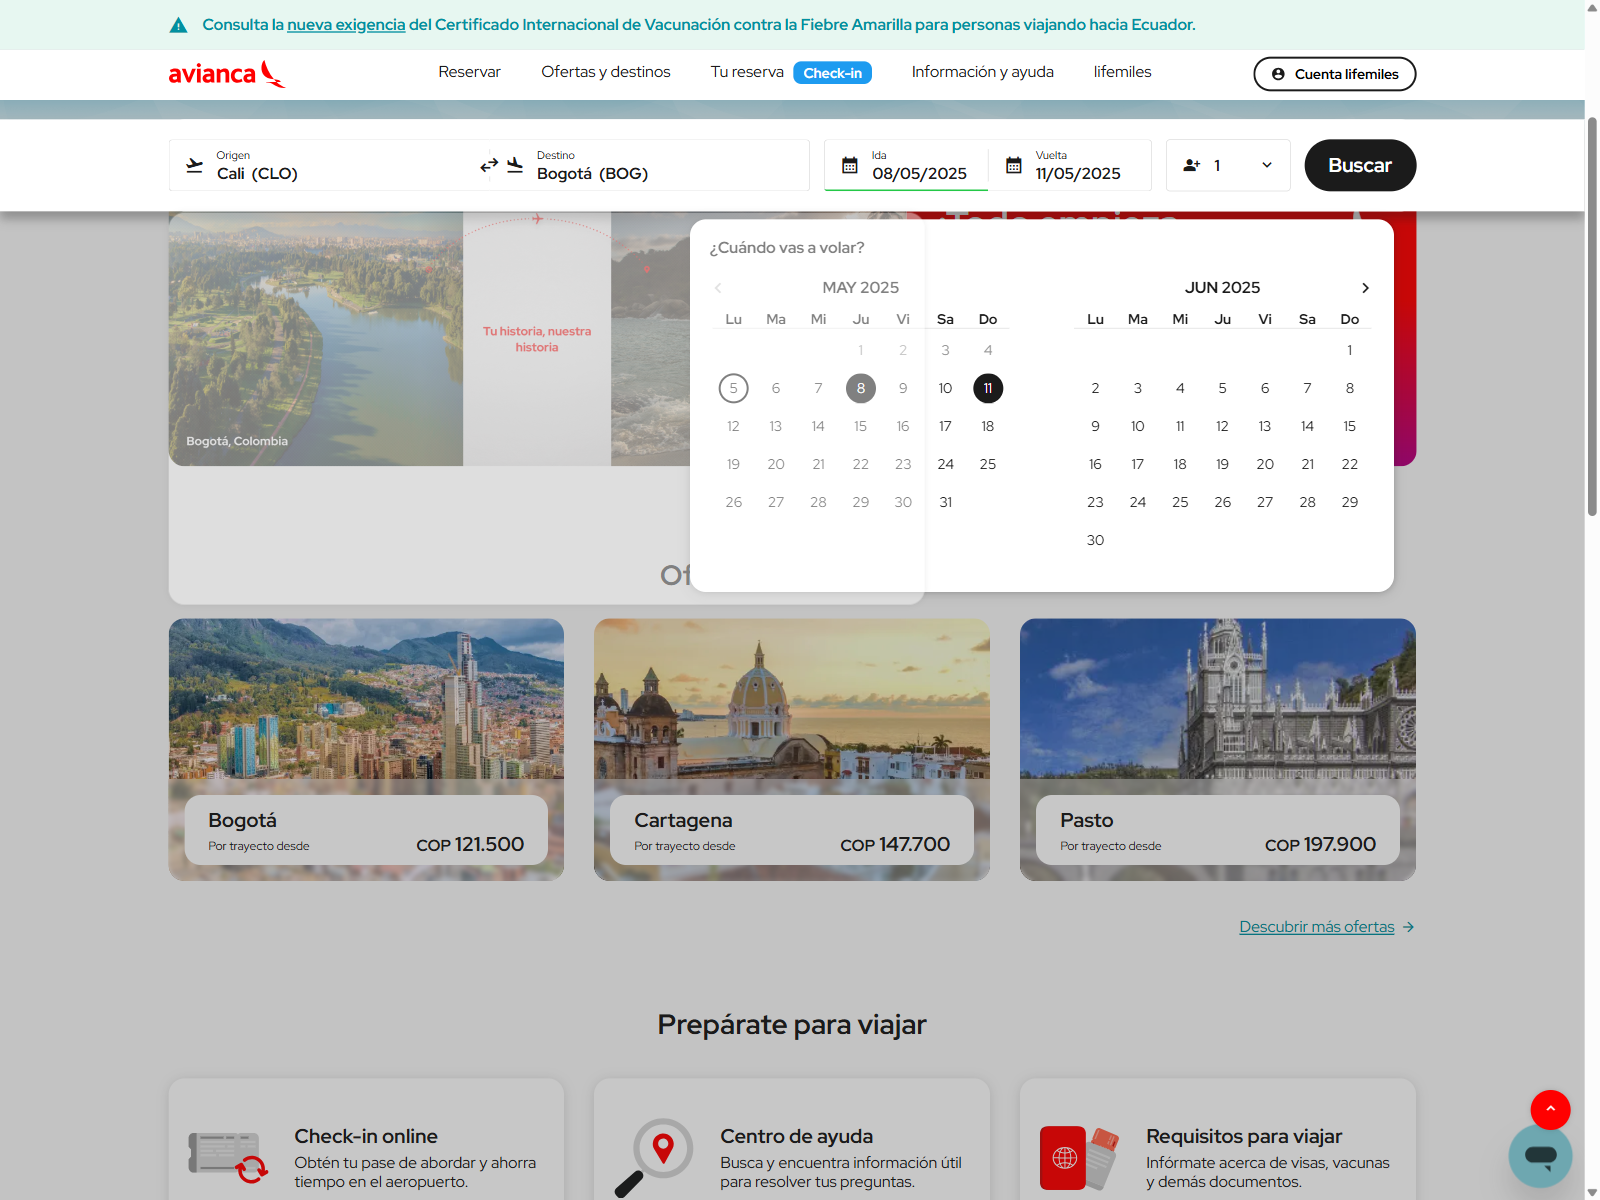 Consulta la nueva exigencia del Certificado Internacional de Vacunación contra la Fiebre Amarilla para personas viajando hacia Ecuador.
avianca
Reservar
Ofertas y destinos
Tu reserva
Check-in
Información y ayuda
lifemiles
Cuenta lifemiles
Origen
Cali (CLO)
Destino
Bogotá (BOG)
Ida
08/05/2025
Vuelta
11/05/2025
1
Buscar
Tu historia, nuestra
historia
Bogotá, Colombia
¿Cuándo vas a volar?
MAY 2025
Lu Ma Mi Ju Vi Sa Do
1 2 3 4
5 6 7 8 9 10 11
12 13 14 15 16 17 18
19 20 21 22 23 24 25
26 27 28 29 30 31
JUN 2025
Lu Ma Mi Ju Vi Sa Do
1
2 3 4 5 6 7 8
9 10 11 12 13 14 15
16 17 18 19 20 21 22
23 24 25 26 27 28 29
30
Bogotá
Por trayecto desde
COP 121.500
Cartagena
Por trayecto desde
COP 147.700
Pasto
Por trayecto desde
COP 197.900
Descubrir más ofertas
Prepárate para viajar
Check-in online
Obtén tu pase de abordar y ahorra
tiempo en el aeropuerto.
Centro de ayuda
Busca y encuentra información útil
para resolver tus preguntas.
Requisitos para viajar
Infórmate acerca de visas, vacunas
y demás documentos.